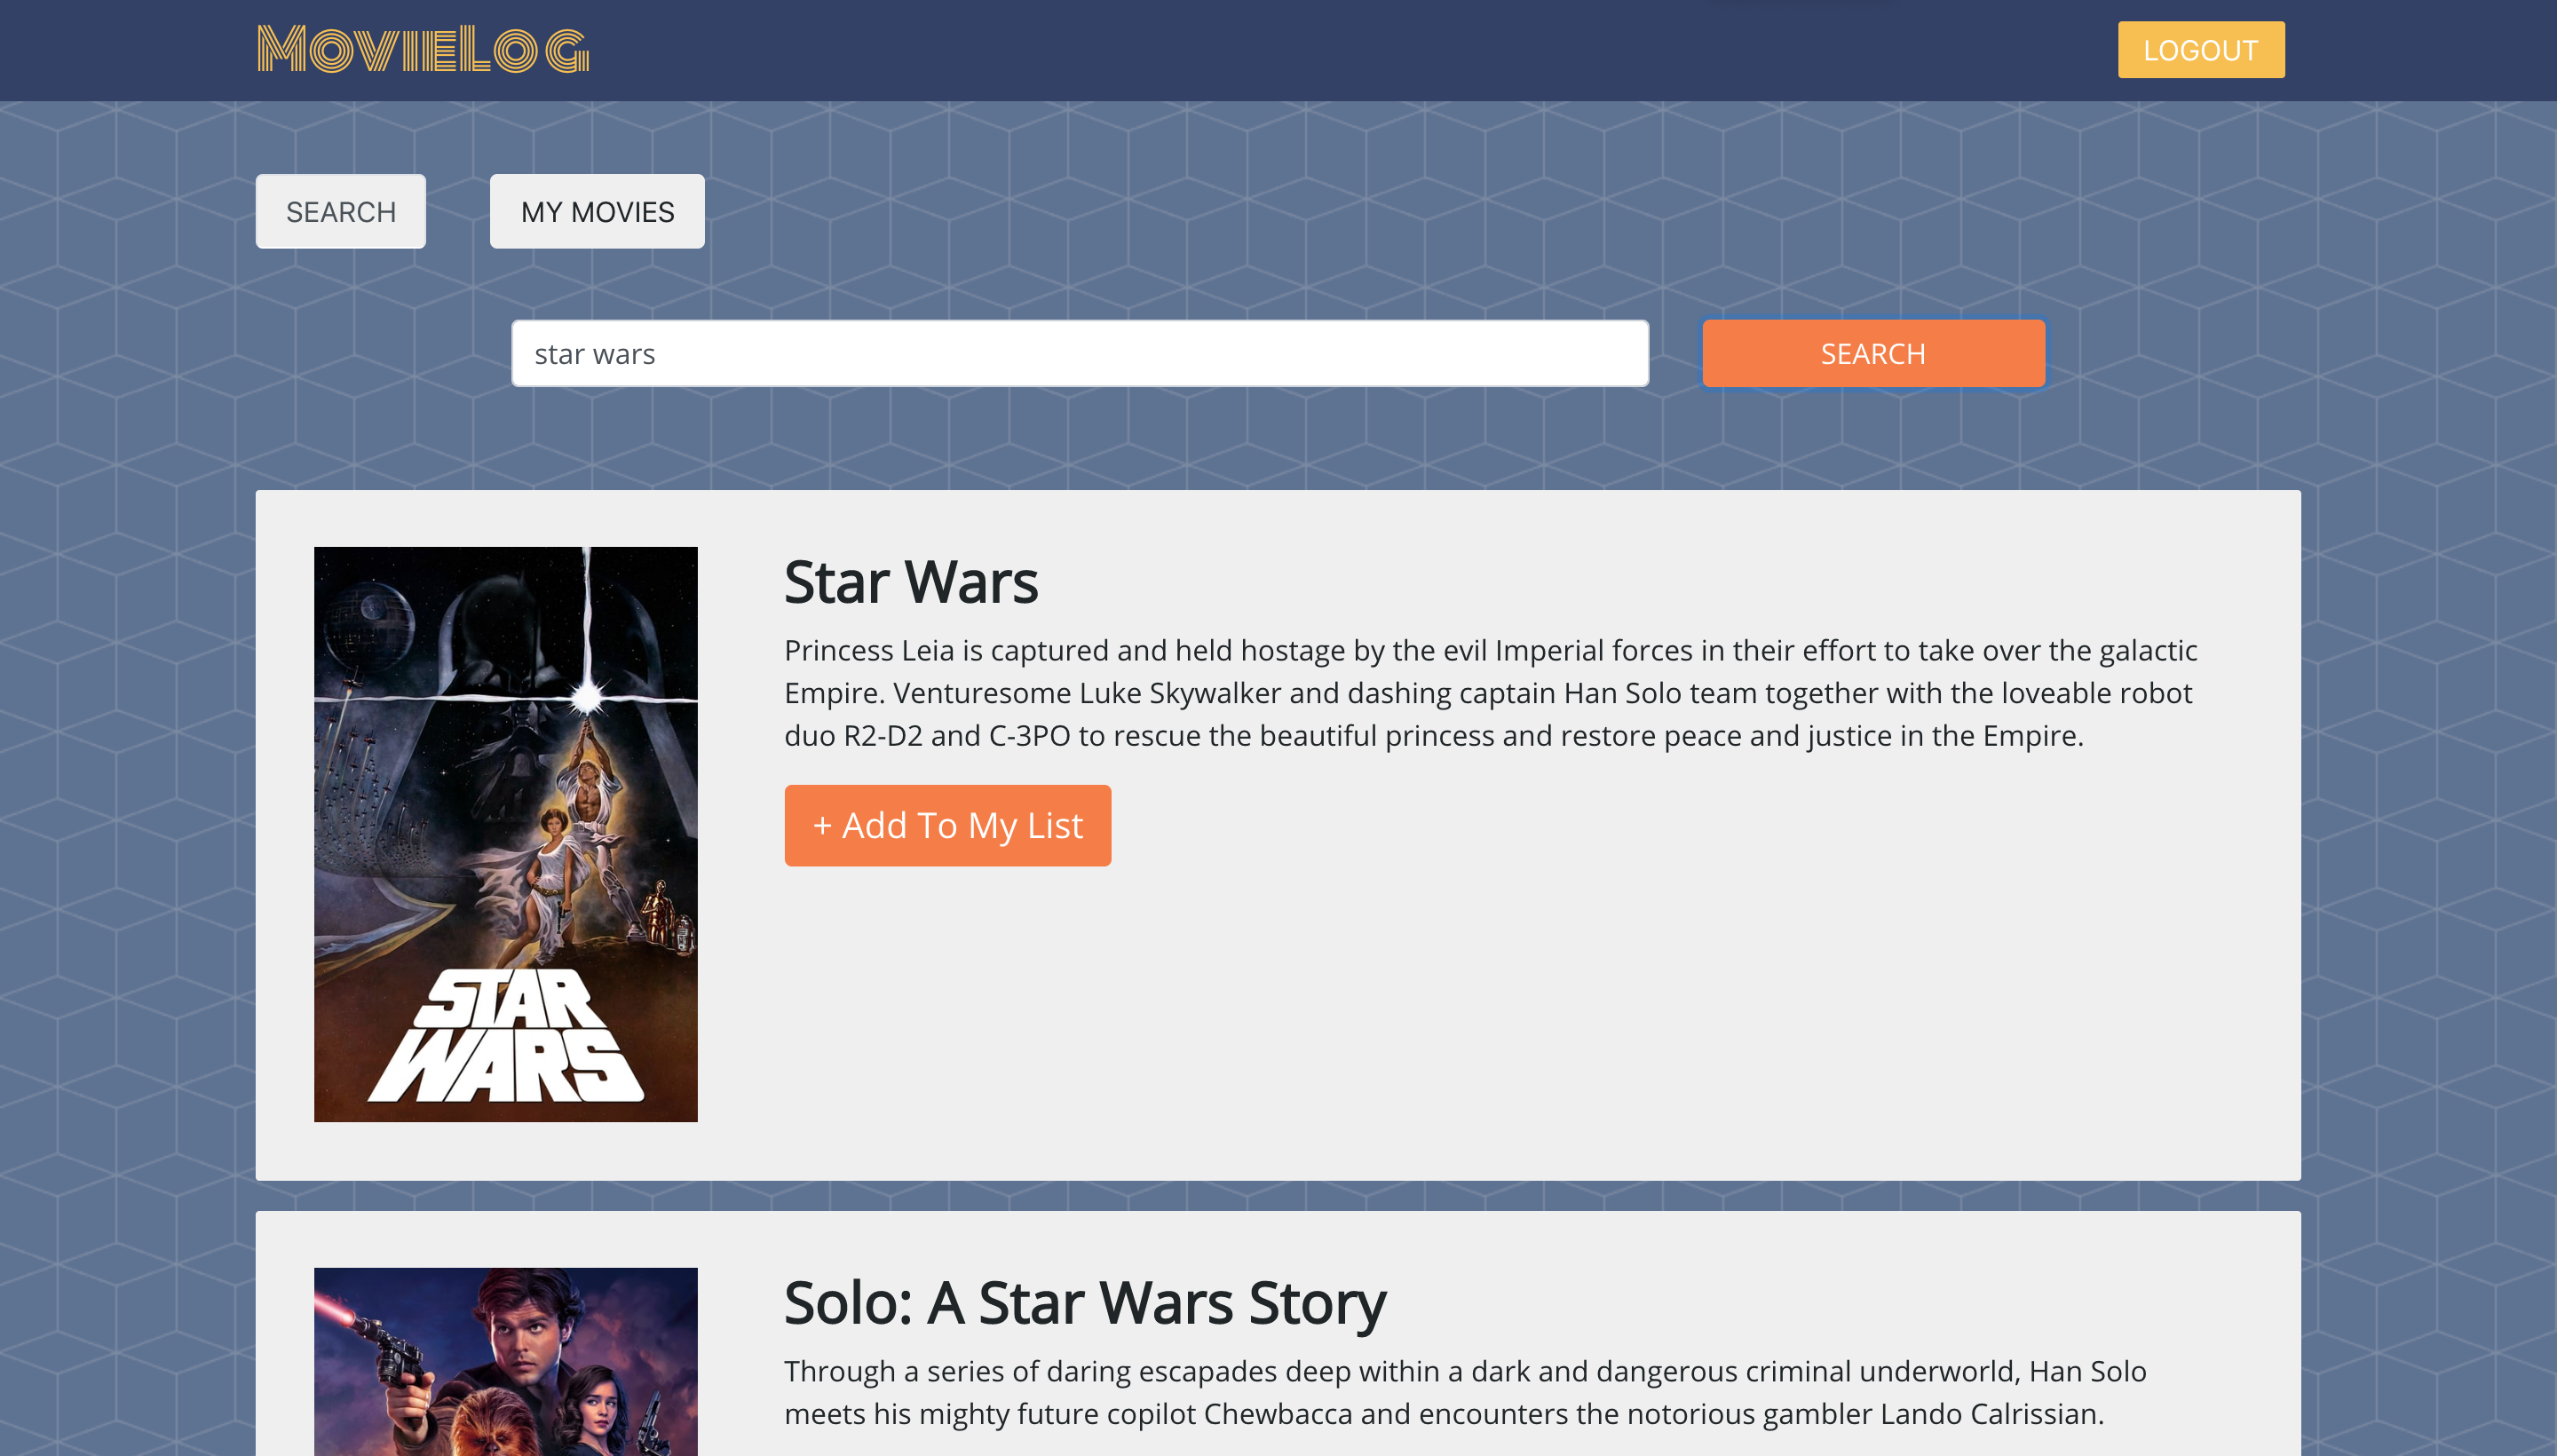 MovieLog
LOGOUT
SEARCH
MY MOVIES
star wars
SEARCH
Star Wars
Princess Leia is captured and held hostage by the evil Imperial forces in their effort to take over the galactic
Empire. Venturesome Luke Skywalker and dashing captain Han Solo team together with the loveable robot
duo R2-D2 and C-3PO to rescue the beautiful princess and restore peace and justice in the Empire.
+ Add To My List
STAR
WARS
Solo: A Star Wars Story
Through a series of daring escapades deep within a dark and dangerous criminal underworld, Han Solo
meets his mighty future copilot Chewbacca and encounters the notorious gambler Lando Calrissian.